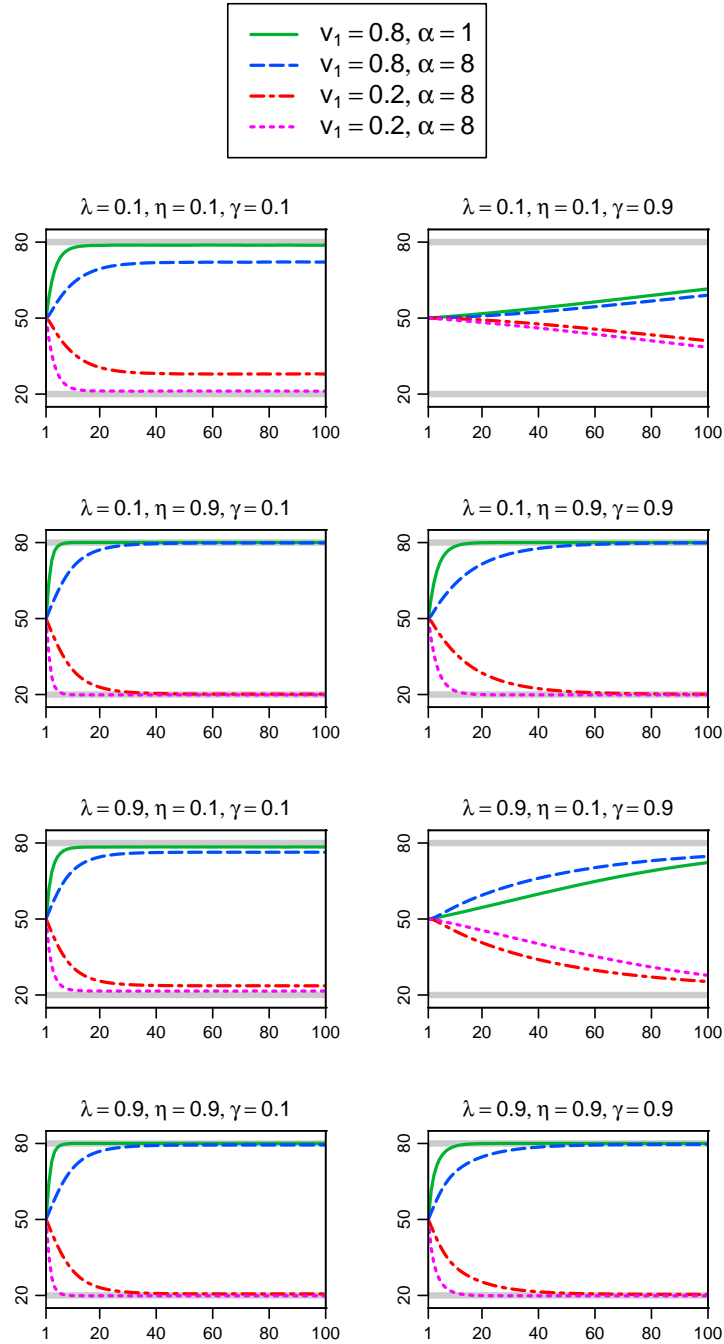 v₁ = 0.8, α = 1
v₁ = 0.8, α = 8
v₁ = 0.2, α = 8
v₁ = 0.2, α = 8
λ = 0.1, η = 0.1, γ = 0.1
80
50
20
1 20 40 60 80 100
λ = 0.1, η = 0.1, γ = 0.9
80
50
20
1 20 40 60 80 100
λ = 0.1, η = 0.9, γ = 0.1
80
50
20
1 20 40 60 80 100
λ = 0.1, η = 0.9, γ = 0.9
80
50
20
1 20 40 60 80 100
λ = 0.9, η = 0.1, γ = 0.1
80
50
20
1 20 40 60 80 100
λ = 0.9, η = 0.1, γ = 0.9
80
50
20
1 20 40 60 80 100
λ = 0.9, η = 0.9, γ = 0.1
80
50
20
1 20 40 60 80 100
λ = 0.9, η = 0.9, γ = 0.9
80
50
20
1 20 40 60 80 100